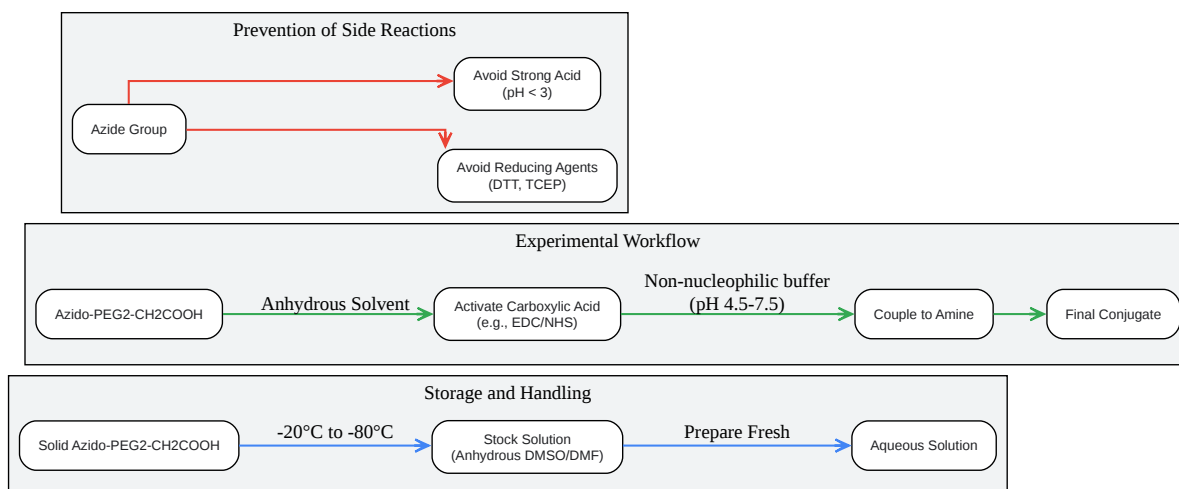 Prevention of Side Reactions
Avoid Strong Acid
(pH < 3)
Azide Group
Avoid Reducing Agents
(DTT, TCEP)
Experimental Workflow
Azido-PEG2-CH2COOH
Anhydrous Solvent
Activate Carboxylic Acid
(e.g., EDC/NHS)
Non-nucleophilic buffer
(pH 4.5-7.5)
Couple to Amine
Final Conjugate
Storage and Handling
Solid Azido-PEG2-CH2COOH
-20°C to -80°C
Stock Solution
(Anhydrous DMSO/DMF)
Prepare Fresh
Aqueous Solution